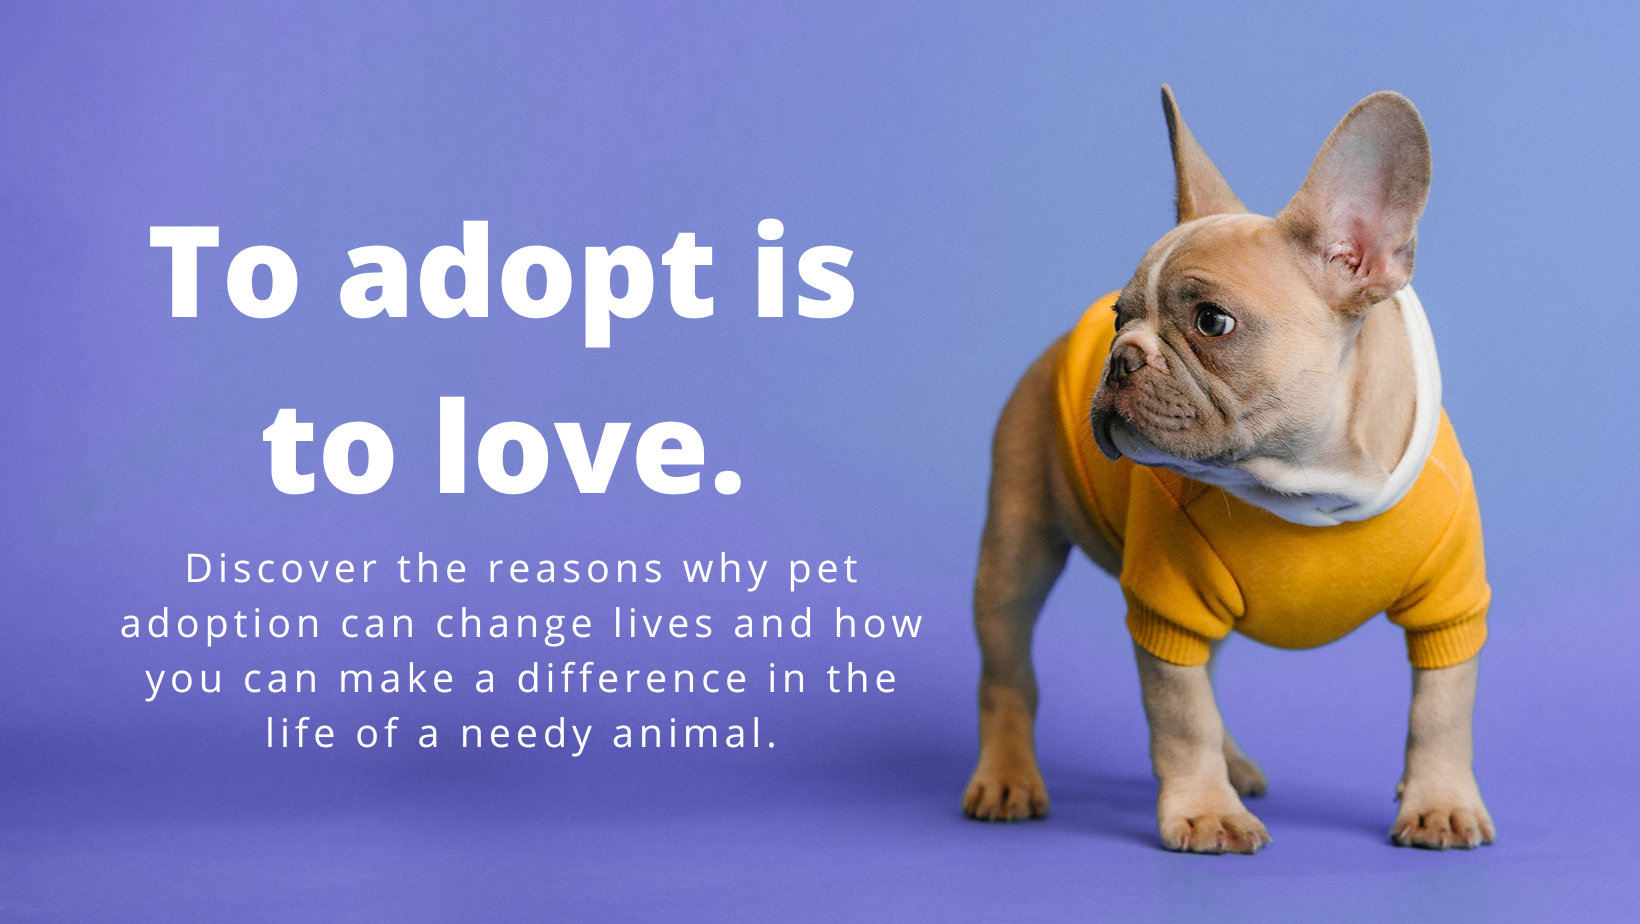 To adopt is
to love.
Discover the reasons why pet
adoption can change lives and how
you can make a difference in the
life of a needy animal.